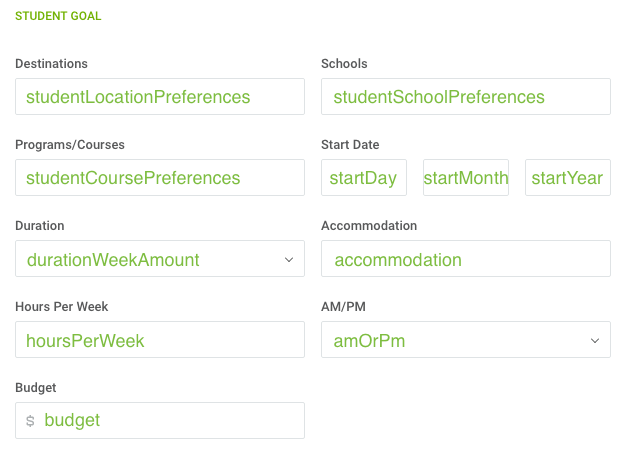 STUDENT GOAL
Destinations
studentLocationPreferences
Schools
studentSchoolPreferences
Programs/Courses
studentCoursePreferences
Start Date
startDay startMonth startYear
Duration
durationWeekAmount
Accommodation
accommodation
Hours Per Week
hoursPerWeek
AM/PM
amOrPm
Budget
$ budget